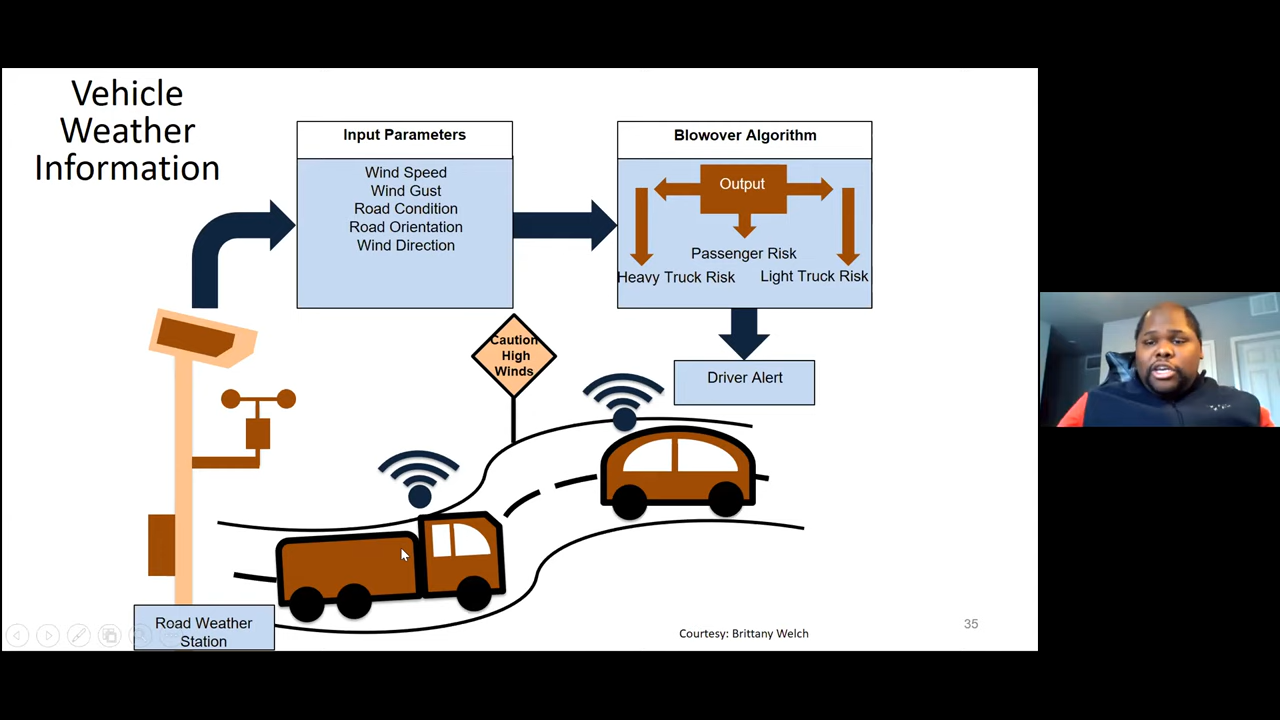 Vehicle
Weather
Information
Input Parameters
Wind Speed
Wind Gust
Road Condition
Road Orientation
Wind Direction
Blowover Algorithm
Output
Passenger Risk
Heavy Truck Risk
Light Truck Risk
Driver Alert
Caution
High
Winds
Road Weather
Station
Courtesy: Brittany Welch
35